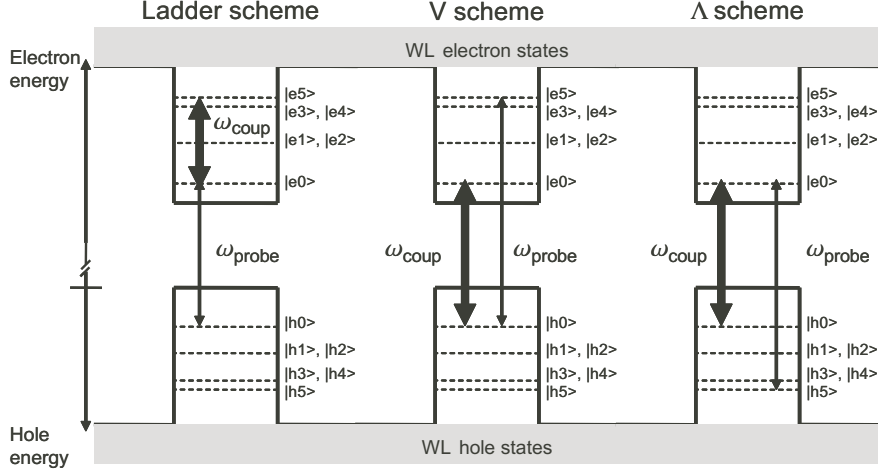 Ladder scheme
V scheme
Λ scheme
WL electron states
Electron
energy
|e5>
|e3>, |e4>
|e1>, |e2>
|e0>
ωcoup
ωprobe
|h0>
|h1>, |h2>
|h3>, |h4>
|h5>
|e5>
|e3>, |e4>
|e1>, |e2>
|e0>
ωcoup
ωprobe
|h0>
|h1>, |h2>
|h3>, |h4>
|h5>
|e5>
|e3>, |e4>
|e1>, |e2>
|e0>
ωcoup
ωprobe
|h0>
|h1>, |h2>
|h3>, |h4>
|h5>
Hole
energy
WL hole states